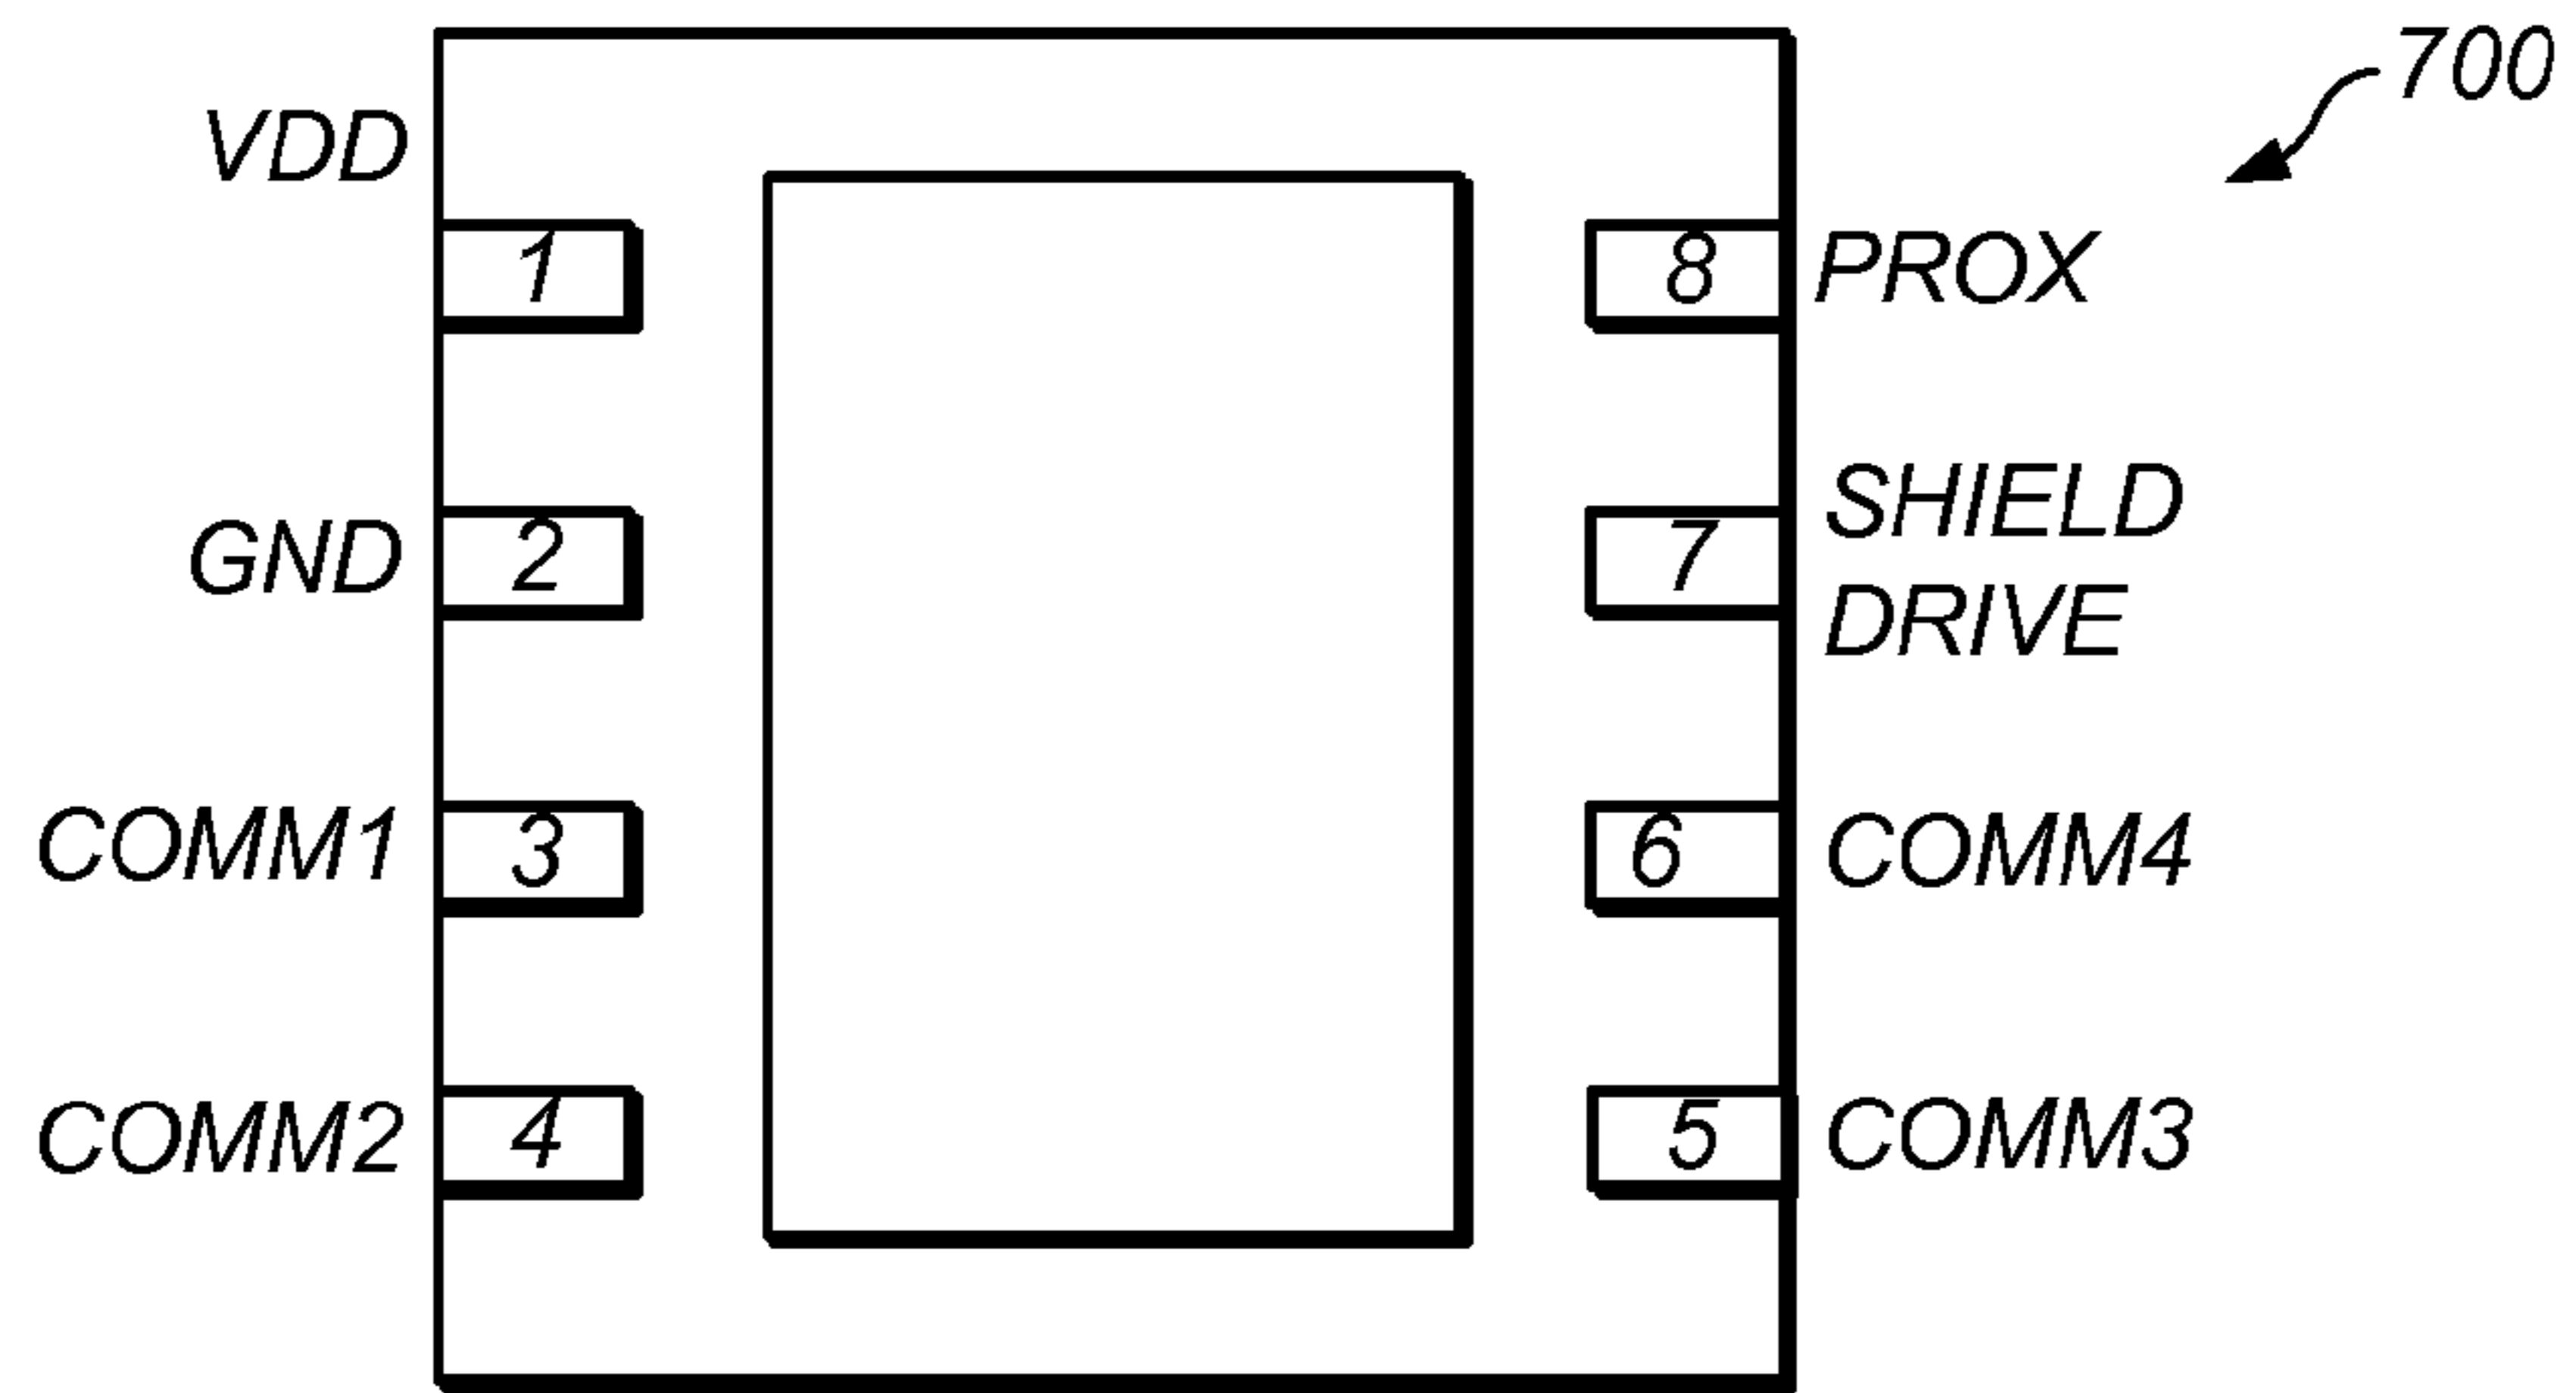 700
VDD
1
8
PROX
GND
2
7
SHIELD
DRIVE
COMM1
3
6
COMM4
COMM2
4
5
COMM3